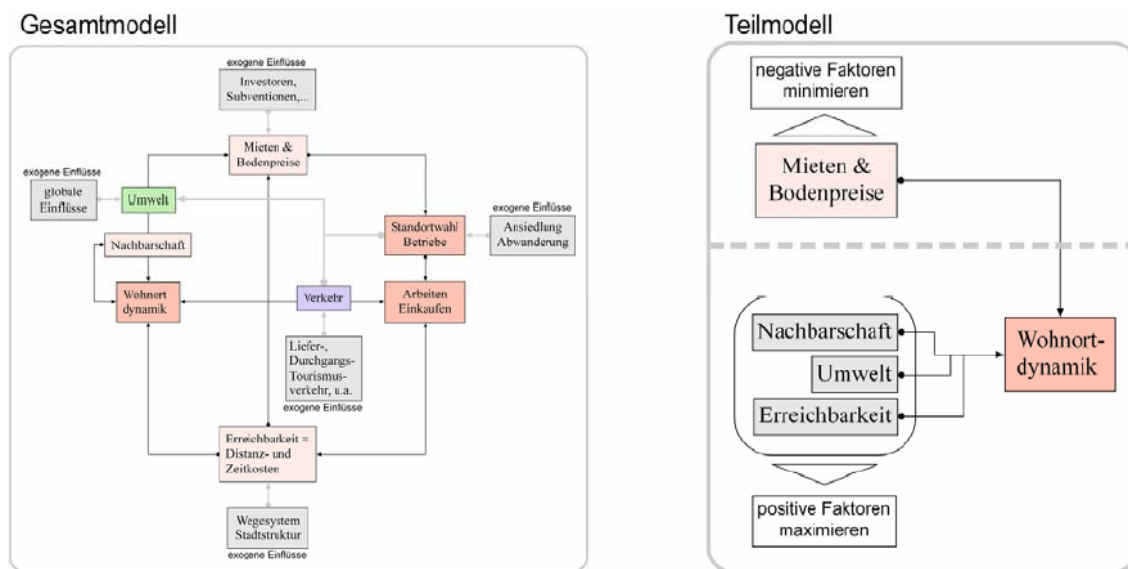 Gesamtmodell
exogene Einflüsse
Investoren,
Subventionen,...
Mieten &
Bodenpreise
exogene Einflüsse
globale
Einflüsse
Umwelt
exogene Einflüsse
Standortwahl
Betriebe
Ansiedlung
Abwanderung
Nachbarschaft
Wohnort
dynamik
Verkehr
Arbeiten
Einkaufen
Liefer-,
Durchgangs-
Tourismus-
verkehr, u.a.
exogene Einflüsse
Erreichbarkeit =
Distanz- und
Zeitkosten
Wegesystem
Stadtstruktur
exogene Einflüsse
Teilmodell
negative Faktoren
minimieren
Mieten &
Bodenpreise
Nachbarschaft
Umwelt
Erreichbarkeit
Wohnort-
dynamik
positive Faktoren
maximieren